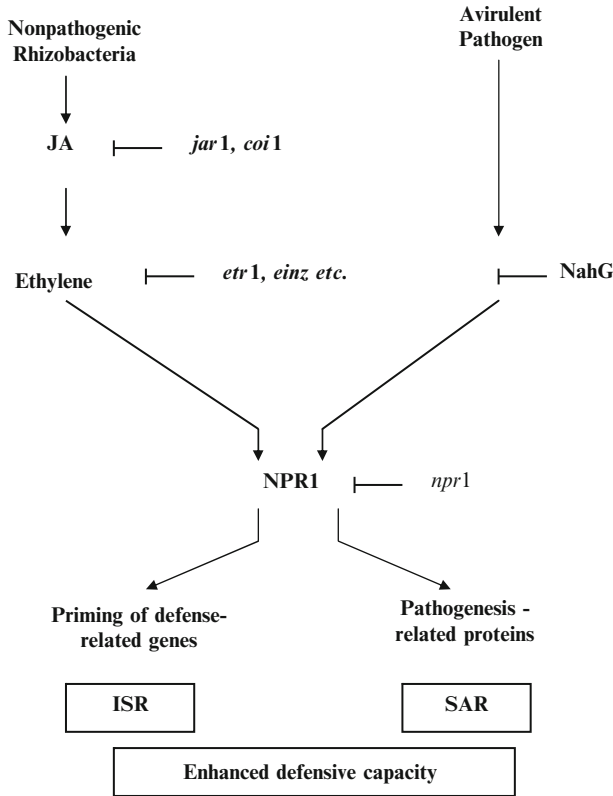 Nonpathogenic
Rhizobacteria
Avirulent
Pathogen
JA
jar1, coi1
Ethylene
etr1, einz etc.
NahG
NPR1
npr1
Priming of defense-
related genes
Pathogenesis -
related proteins
ISR
SAR
Enhanced defensive capacity